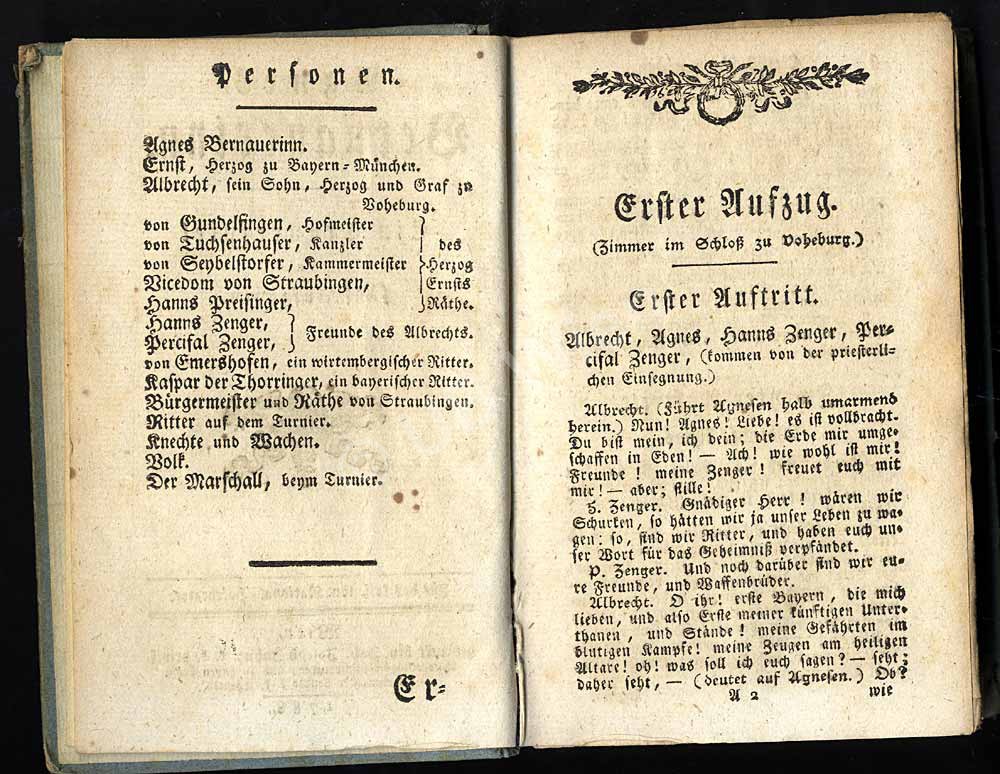 Personen.
Agnes Bernauerinn.
Ernst, Herzog zu Bayern-München.
Albrecht, sein Sohn, Herzog und Graf zu
Voheburg.
von Gundelfingen, Hofmeister
von Tuchsenhauser, Kanzler
von Seybelstorfer, Kammermeister
Vicedom von Straubingen,
Hanns Preisinger,
des
Herzog
Ernsts
Räthe.
Hanns Zenger,
Percifal Zenger,
Freunde des Albrechts.
von Emershofen, ein wirtembergischer Ritter.
Kaspar der Thorringer, ein bayerischer Ritter.
Bürgermeister und Räthe von Straubingen.
Ritter auf dem Turnier.
Knechte und Wachen.
Volk.
Der Marschall, beym Turnier.
Er-
Erster Aufzug.
(Zimmer im Schloß zu Voheburg.)
Erster Auftritt.
Albrecht, Agnes, Hanns Zenger, Per-
cifal Zenger, (kommen von der priesterli-
chen Einsegnung.)
Albrecht. (Führt Agnesen halb umarmend
herein.) Nun! Agnes! Liebe! es ist vollbracht.
Du bist mein, ich dein; die Erde mir umge-
schaffen in Eden! — Ach! wie wohl ist mir!
Freunde! meine Zenger! freuet euch mit
mir! — aber; stille!
H. Zenger. Gnädiger Herr! wären wir
Schurken, so hätten wir ja unser Leben zu wa-
gen: so, sind wir Ritter, und haben euch un-
ser Wort für das Geheimniß verpfändet.
P. Zenger. Und noch darüber sind wir eu-
re Freunde, und Waffenbrüder.
Albrecht. O ihr! erste Bayern, die mich
lieben, und also Erste meiner künftigen Unter-
thanen, und Stände! meine Gefährten im
blutigen Kampfe! meine Zeugen am heiligen
Altare! oh! was soll ich euch sagen? — seht;
daher seht, — (deutet auf Agnesen.) Ob?
A 2
wie